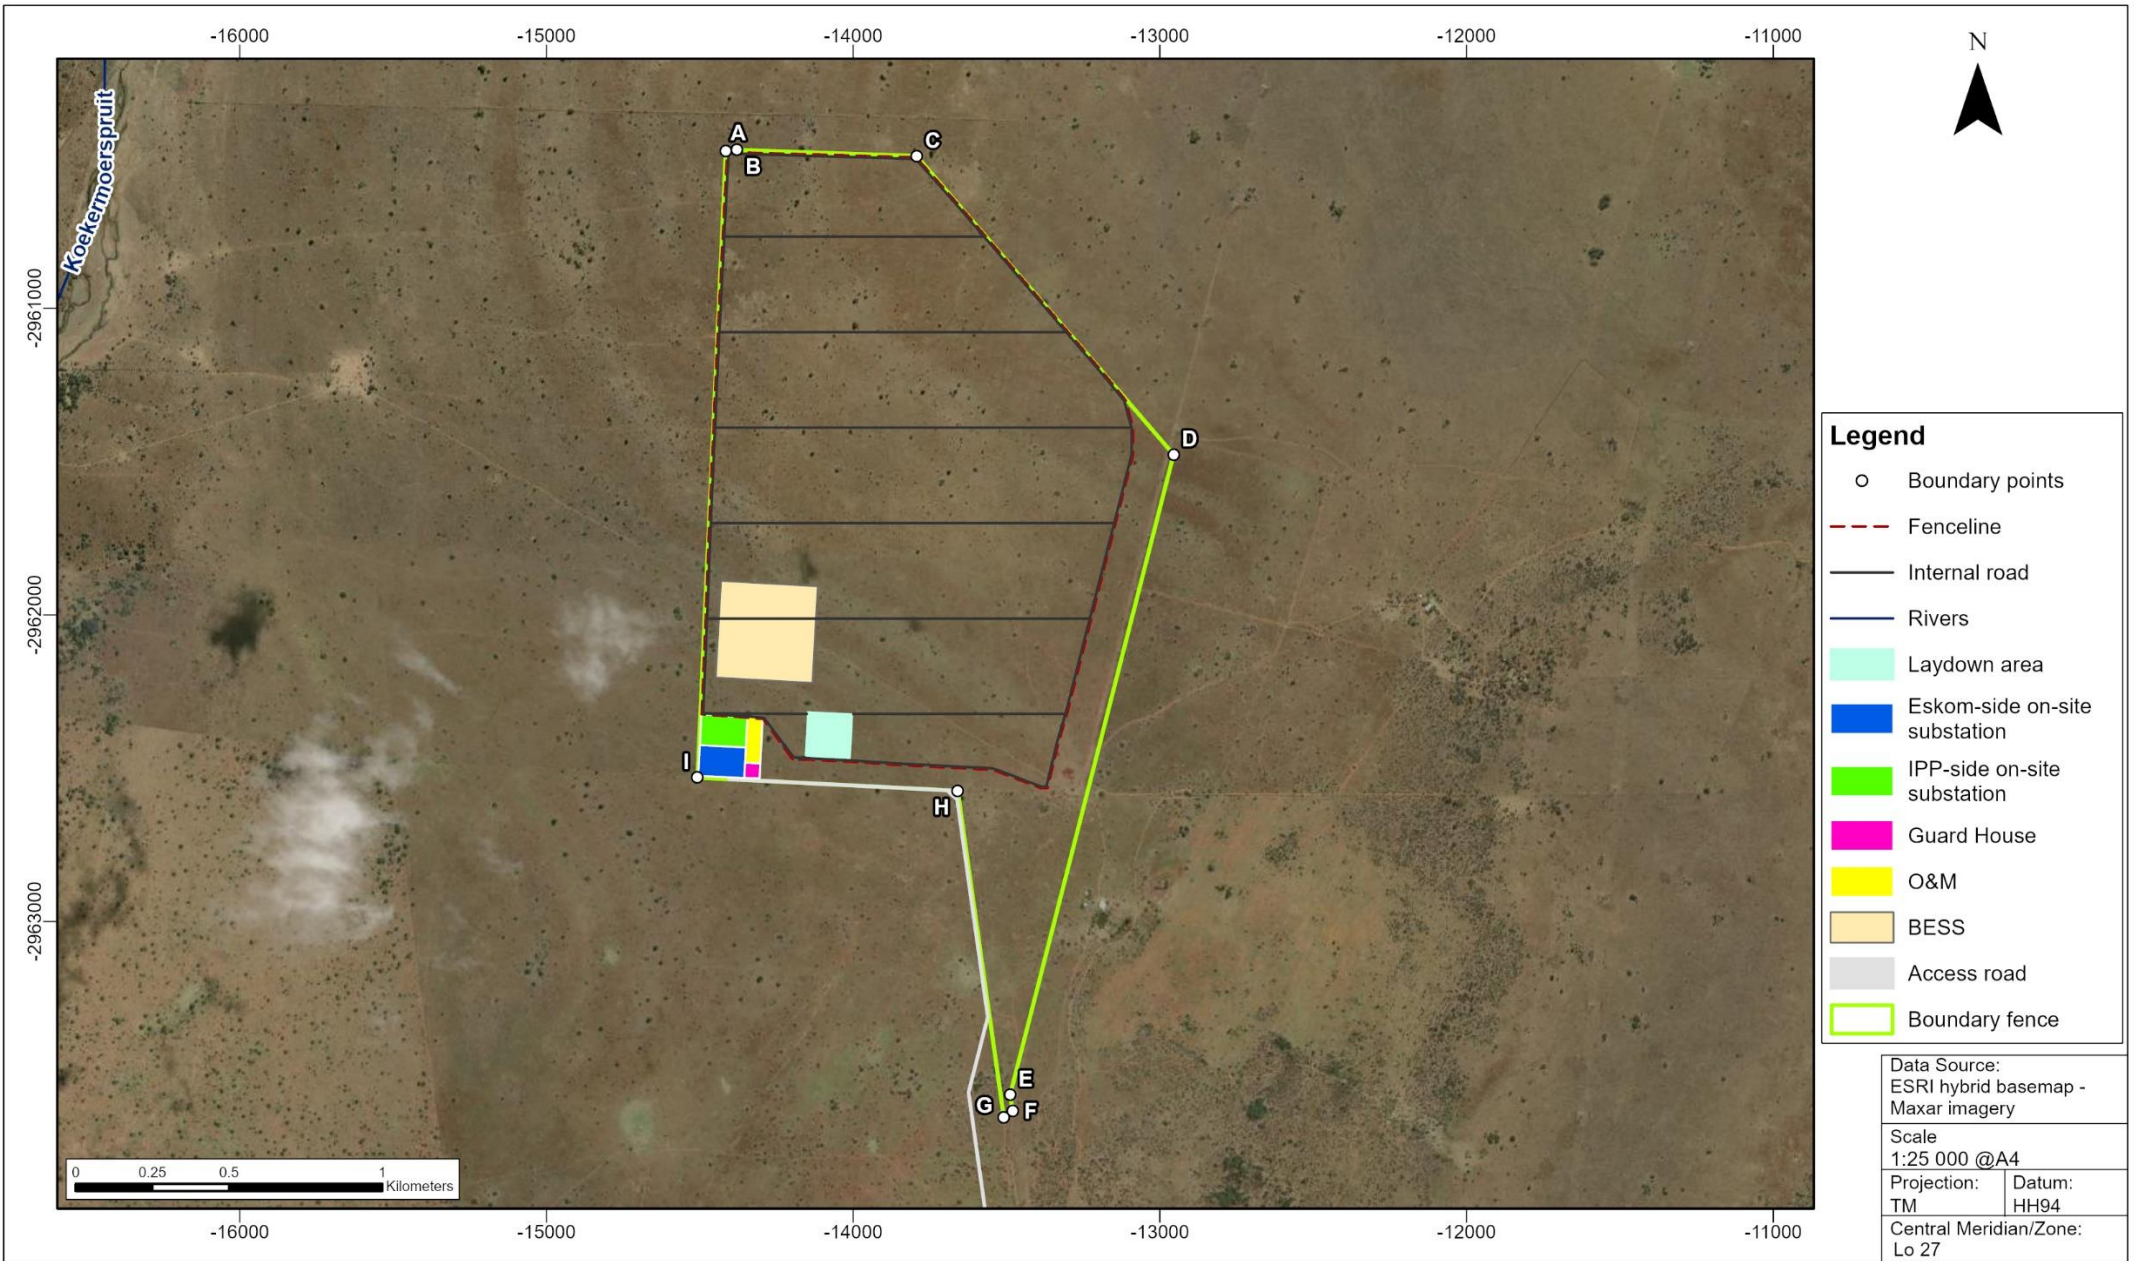 -16000
-15000
-14000
-13000
-12000
-11000
N
Koekermoerspruit
A
B
C
D
E
F
G
H
I
-2961000
-2962000
-2963000
Legend
Boundary points
Fenceline
Internal road
Rivers
Laydown area
Eskom-side on-site
substation
IPP-side on-site
substation
Guard House
O&M
BESS
Access road
Boundary fence
0 0.25 0.5 1
Kilometers
-16000
-15000
-14000
-13000
-12000
-11000
Data Source:
ESRI hybrid basemap -
Maxar imagery
Scale
1:25 000 @A4
Projection:
TM
Datum:
HH94
Central Meridian/Zone:
Lo 27